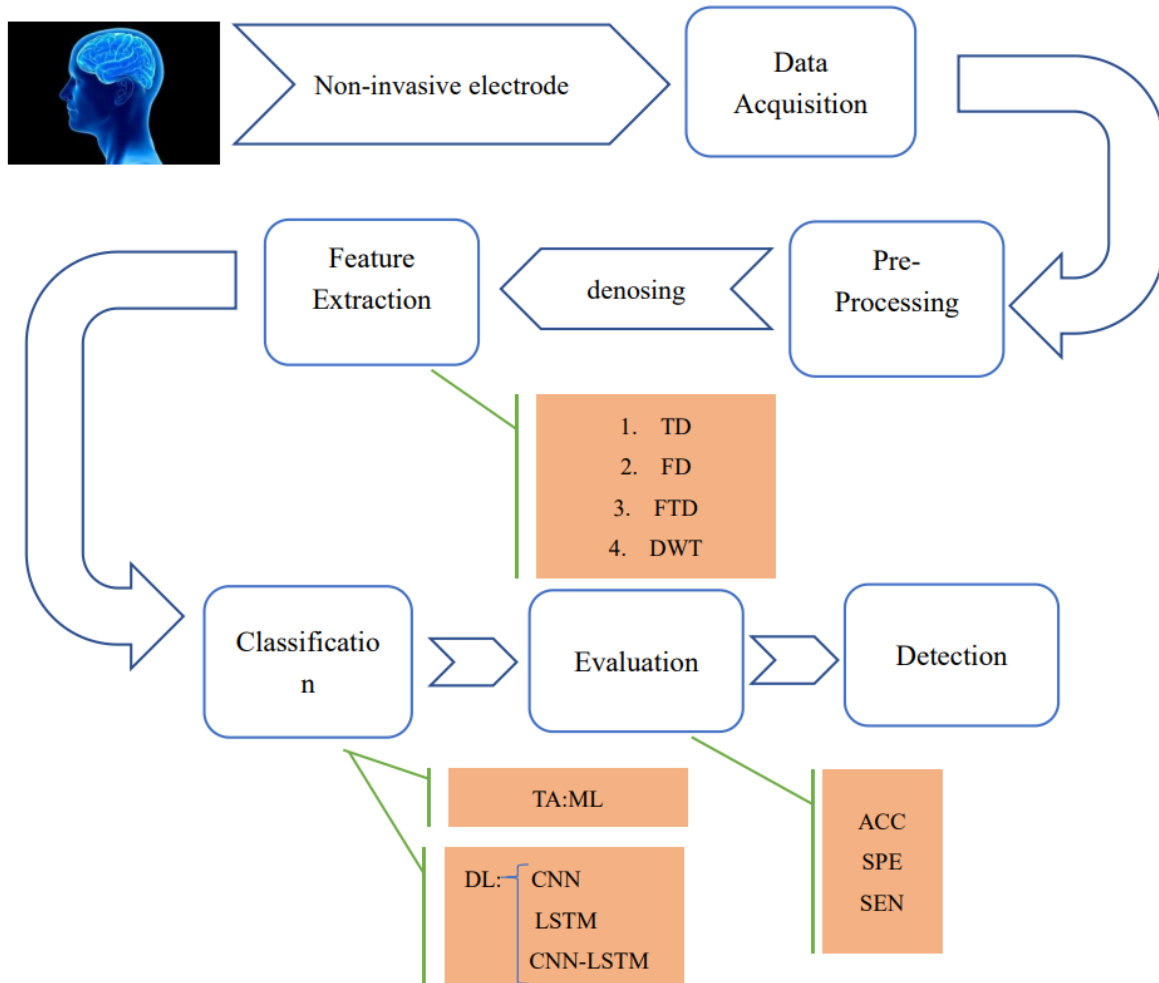 Non-invasive electrode
Data
Acquisition
Pre-
Processing
denosing
Feature
Extraction
1. TD
2. FD
3. FTD
4. DWT
Classificatio
n
Evaluation
Detection
TA:ML
DL: CNN
LSTM
CNN-LSTM
ACC
SPE
SEN